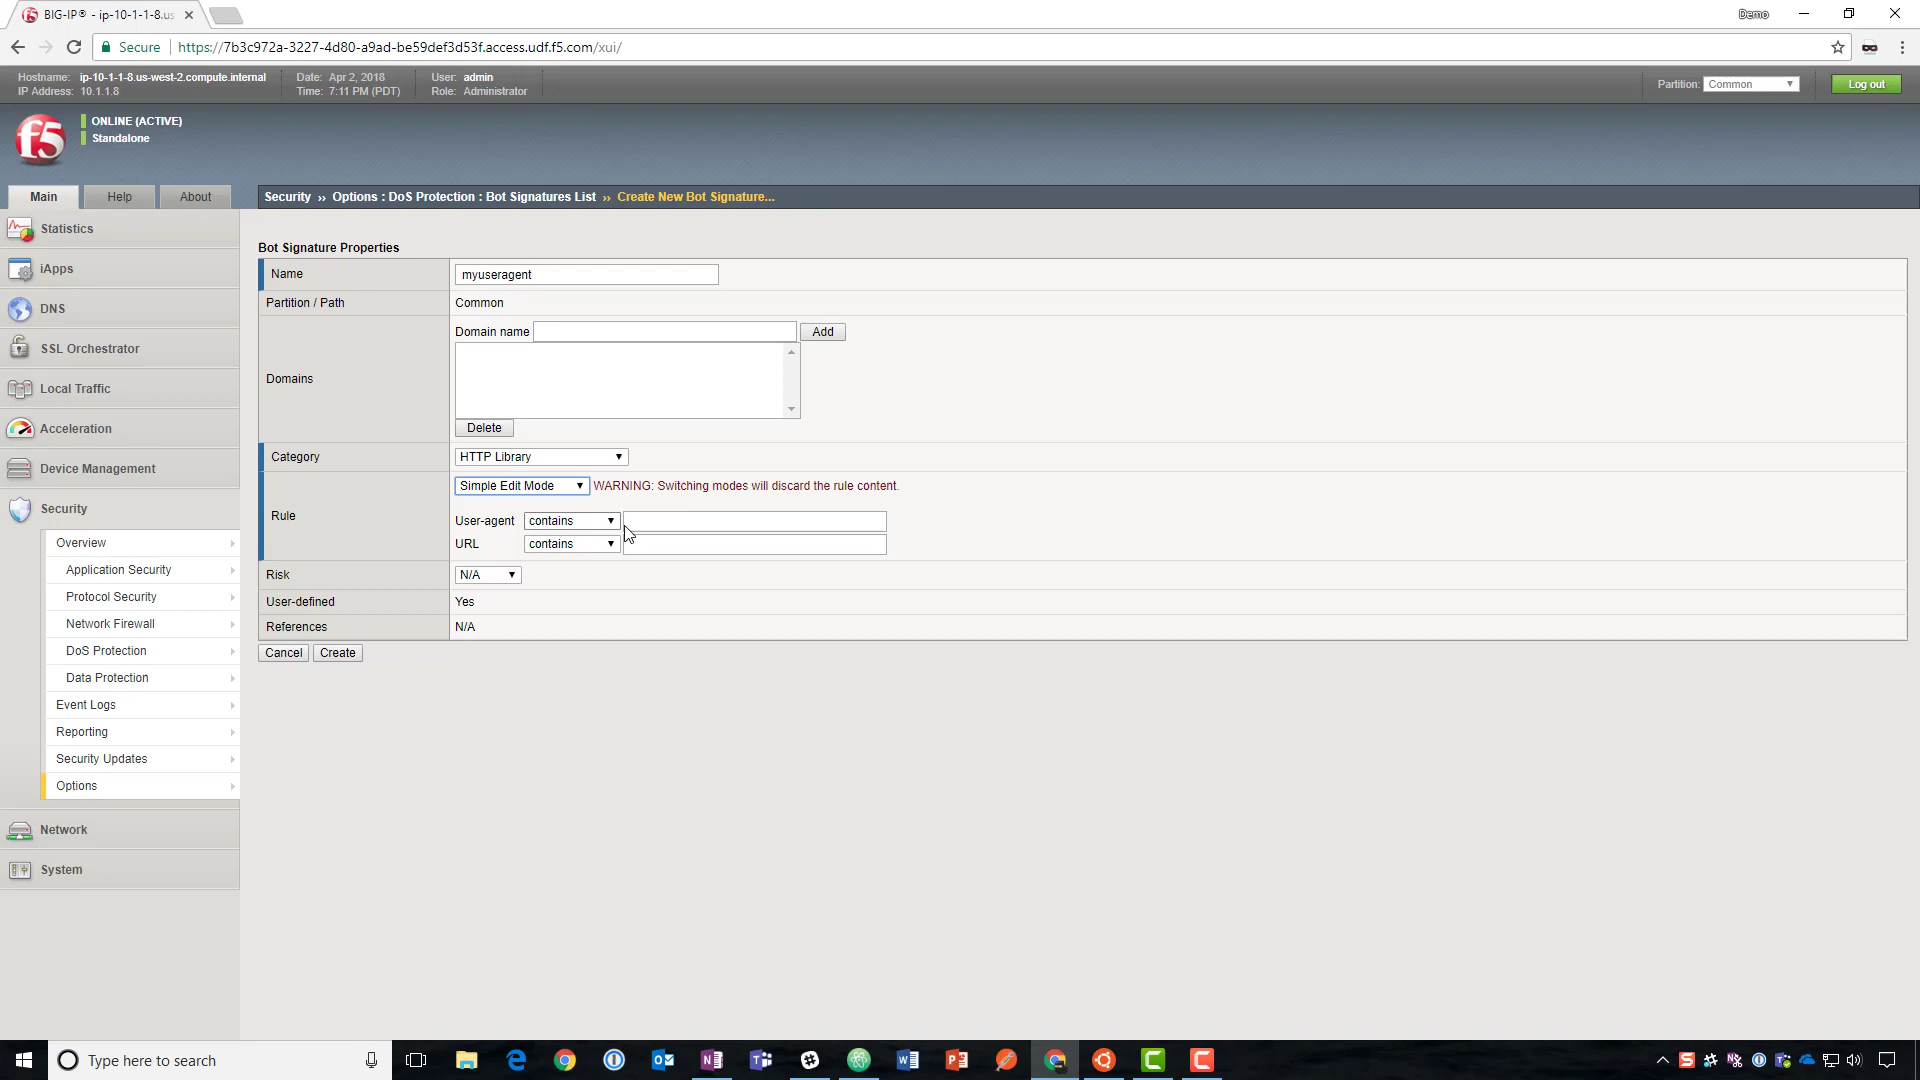 BIG-IP® - ip-10-1-1-8.us
Demo
Secure
https://7b3c972a-3227-4d80-a9ad-be59def3d53f.access.udf.f5.com/xui/
Hostname: ip-10-1-1-8.us-west-2.compute.internal
IP Address: 10.1.1.8
Date: Apr 2, 2018
Time: 7:11 PM (PDT)
User: admin
Role: Administrator
Partition: Common
Log out
f5
ONLINE (ACTIVE)
Standalone
Main
Help
About
Security ›› Options : DoS Protection : Bot Signatures List ›› Create New Bot Signature...
Statistics
iApps
DNS
SSL Orchestrator
Local Traffic
Acceleration
Device Management
Security
Overview
Application Security
Protocol Security
Network Firewall
DoS Protection
Data Protection
Event Logs
Reporting
Security Updates
Options
Network
System
Bot Signature Properties
Name
myuseragent
Partition / Path
Common
Domains
Domain name
Add
Delete
Category
HTTP Library
Rule
Simple Edit Mode
WARNING: Switching modes will discard the rule content.
User-agent contains
URL contains
Risk
N/A
User-defined
Yes
References
N/A
Cancel
Create
Type here to search